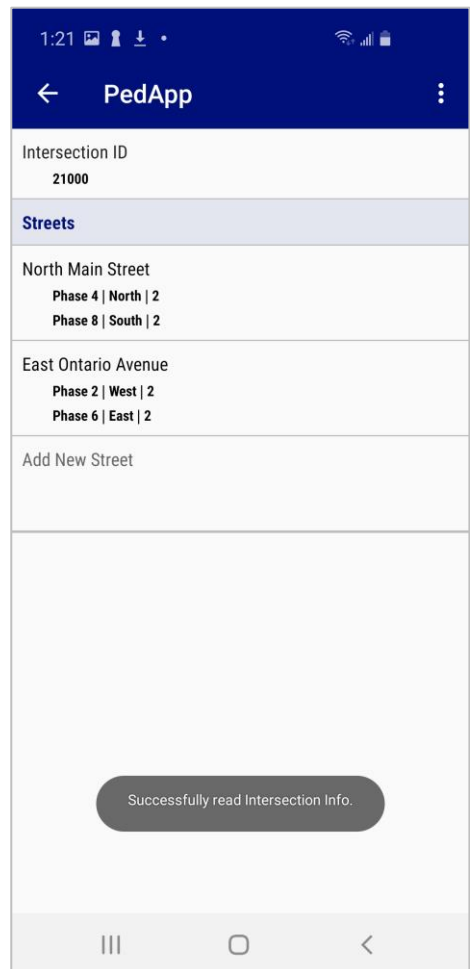 1:21
PedApp
Intersection ID
21000
Streets
North Main Street
Phase 4 | North | 2
Phase 8 | South | 2
East Ontario Avenue
Phase 2 | West | 2
Phase 6 | East | 2
Add New Street
Successfully read Intersection Info.